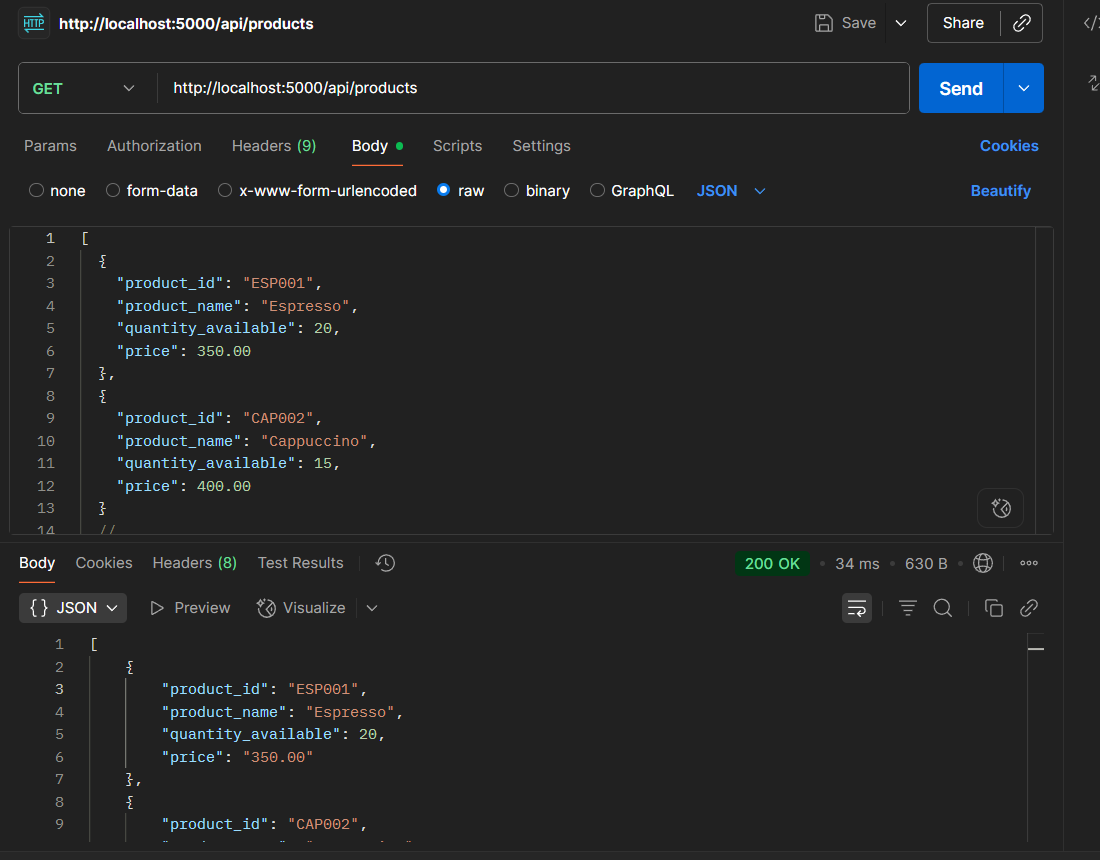 HTTP http://localhost:5000/api/products Save Share
GET http://localhost:5000/api/products Send
Params Authorization Headers (9) Body Scripts Settings Cookies
none form-data x-www-form-urlencoded raw binary GraphQL JSON Beautify
1 [
2 {
3 "product_id": "ESP001",
4 "product_name": "Espresso",
5 "quantity_available": 20,
6 "price": 350.00
7 },
8 {
9 "product_id": "CAP002",
10 "product_name": "Cappuccino",
11 "quantity_available": 15,
12 "price": 400.00
13 }
14 //
Body Cookies Headers (8) Test Results 200 OK • 34 ms • 630 B •
{} JSON Preview Visualize
1 [
2 {
3 "product_id": "ESP001",
4 "product_name": "Espresso",
5 "quantity_available": 20,
6 "price": "350.00"
7 },
8 {
9 "product_id": "CAP002",